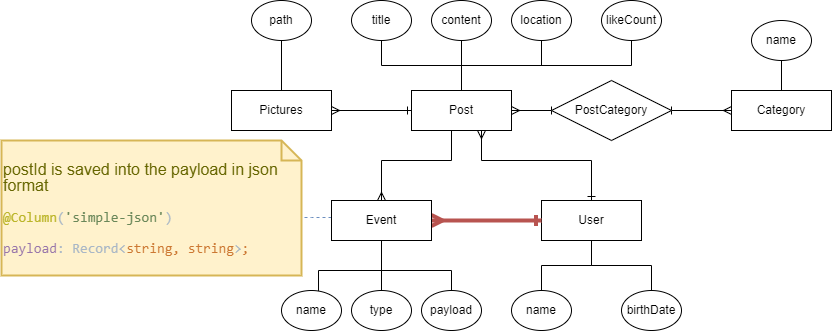 path
title
content
location
likeCount
name
Pictures
Post
PostCategory
Category
postId is saved into the payload in json
format
@Column('simple-json')
payload: Record<string, string>;
Event
User
name
type
payload
name
birthDate